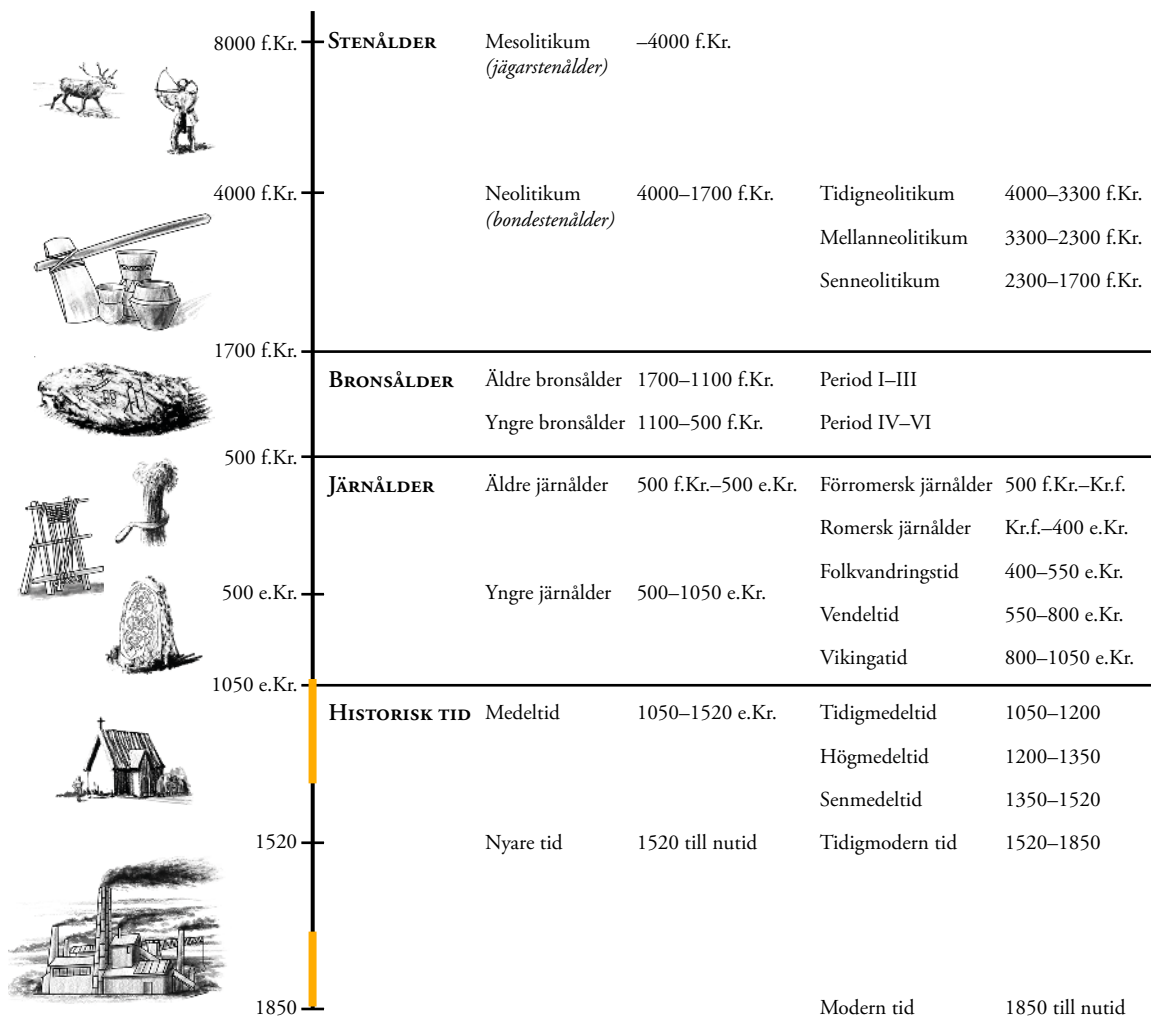 8000 f.Kr. STENÅLDER Mesolitikum –4000 f.Kr.
(jägarstenålder)
4000 f.Kr. Neolitikum 4000–1700 f.Kr. Tidigneolitikum 4000–3300 f.Kr.
(bondestenålder)
Mellanneolitikum 3300–2300 f.Kr.
Senneolitikum 2300–1700 f.Kr.
1700 f.Kr.
BRONSÅLDER Äldre bronsålder 1700–1100 f.Kr. Period I–III
Yngre bronsålder 1100–500 f.Kr. Period IV–VI
500 f.Kr.
JÄRNÅLDER Äldre järnålder 500 f.Kr.–500 e.Kr. Förromersk järnålder 500 f.Kr.–Kr.f.
Romersk järnålder Kr.f.–400 e.Kr.
Folkvandringstid 400–550 e.Kr.
500 e.Kr. Yngre järnålder 500–1050 e.Kr.
Vendeltid 550–800 e.Kr.
Vikingatid 800–1050 e.Kr.
1050 e.Kr.
HISTORISK TID Medeltid 1050–1520 e.Kr. Tidigmedeltid 1050–1200
Högmedeltid 1200–1350
Senmedeltid 1350–1520
1520 Nyare tid 1520 till nutid Tidigmodern tid 1520–1850
1850 Modern tid 1850 till nutid